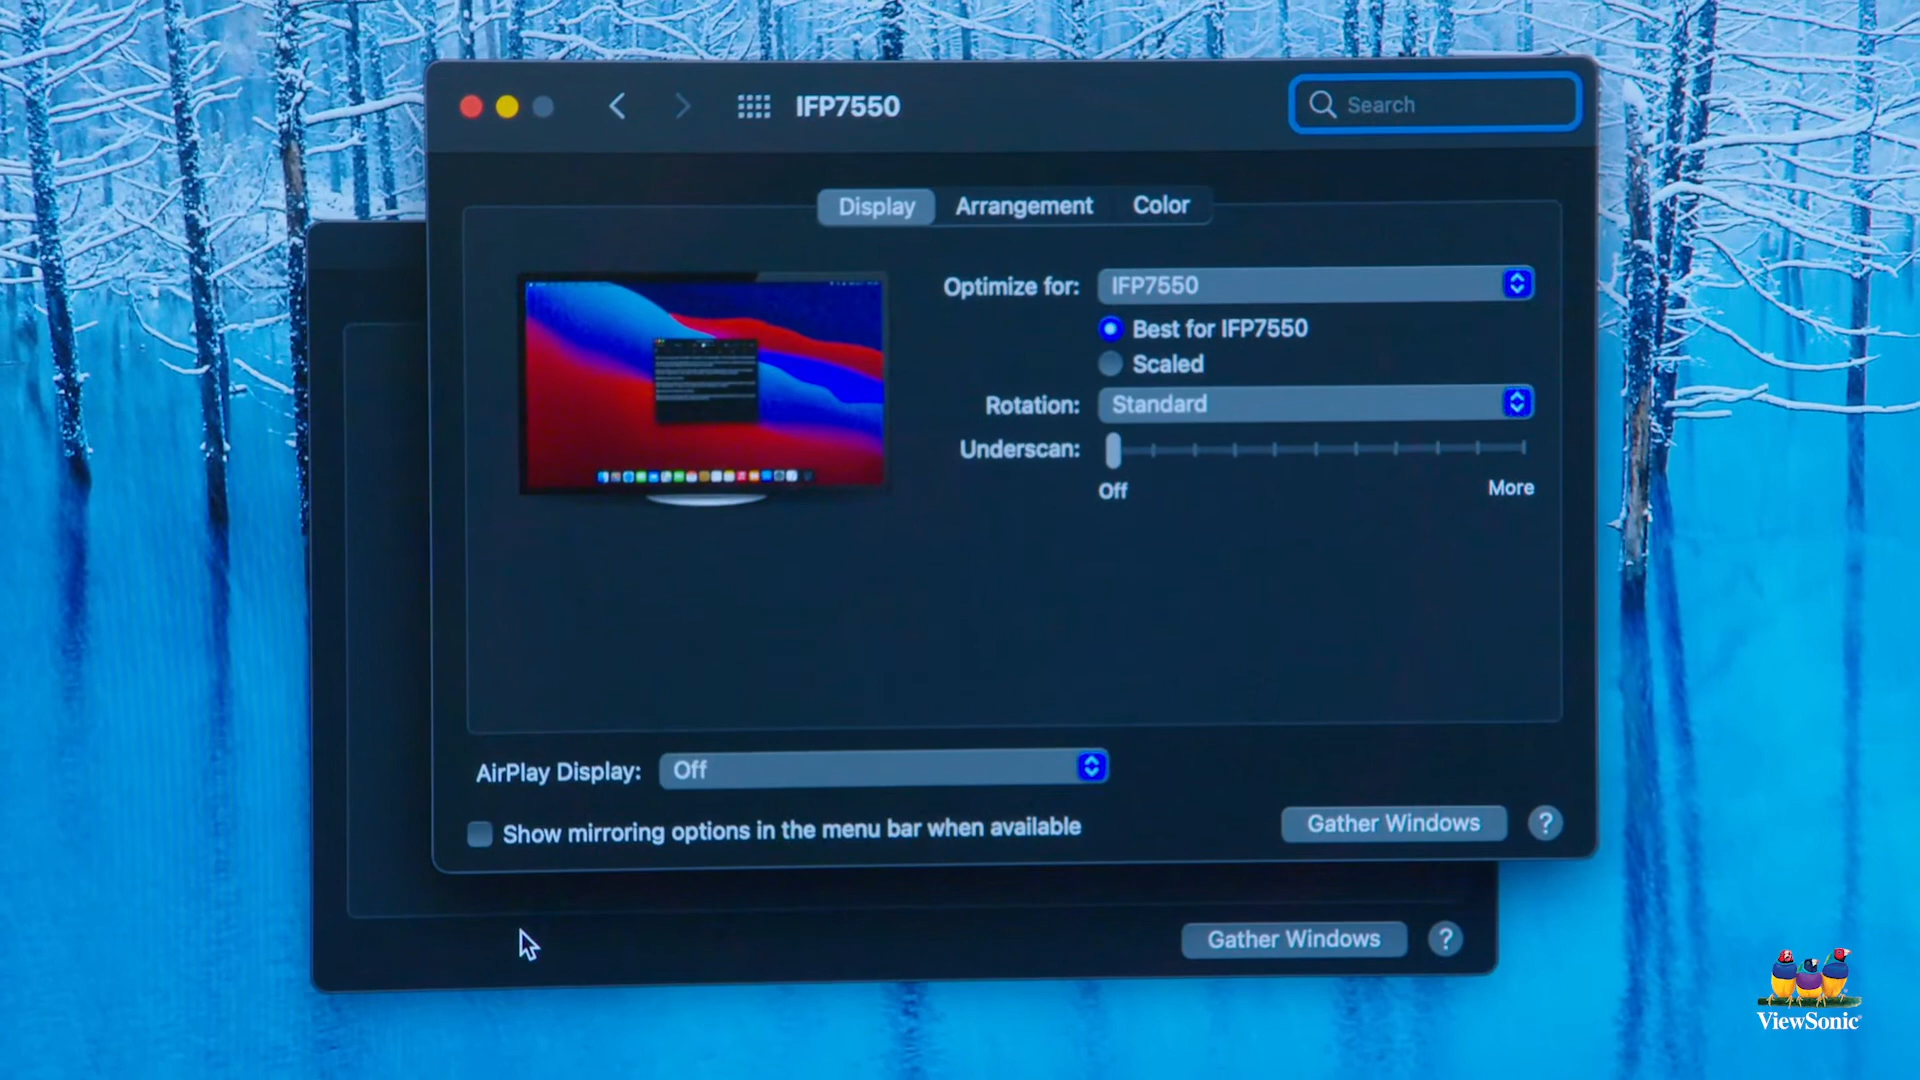 IFP7550
Search
Display
Arrangement
Color
Optimize for:
IFP7550
Best for IFP7550
Scaled
Rotation:
Standard
Underscan:
Off
More
AirPlay Display:
Off
Show mirroring options in the menu bar when available
Gather Windows
?
Gather Windows
?
ViewSonic